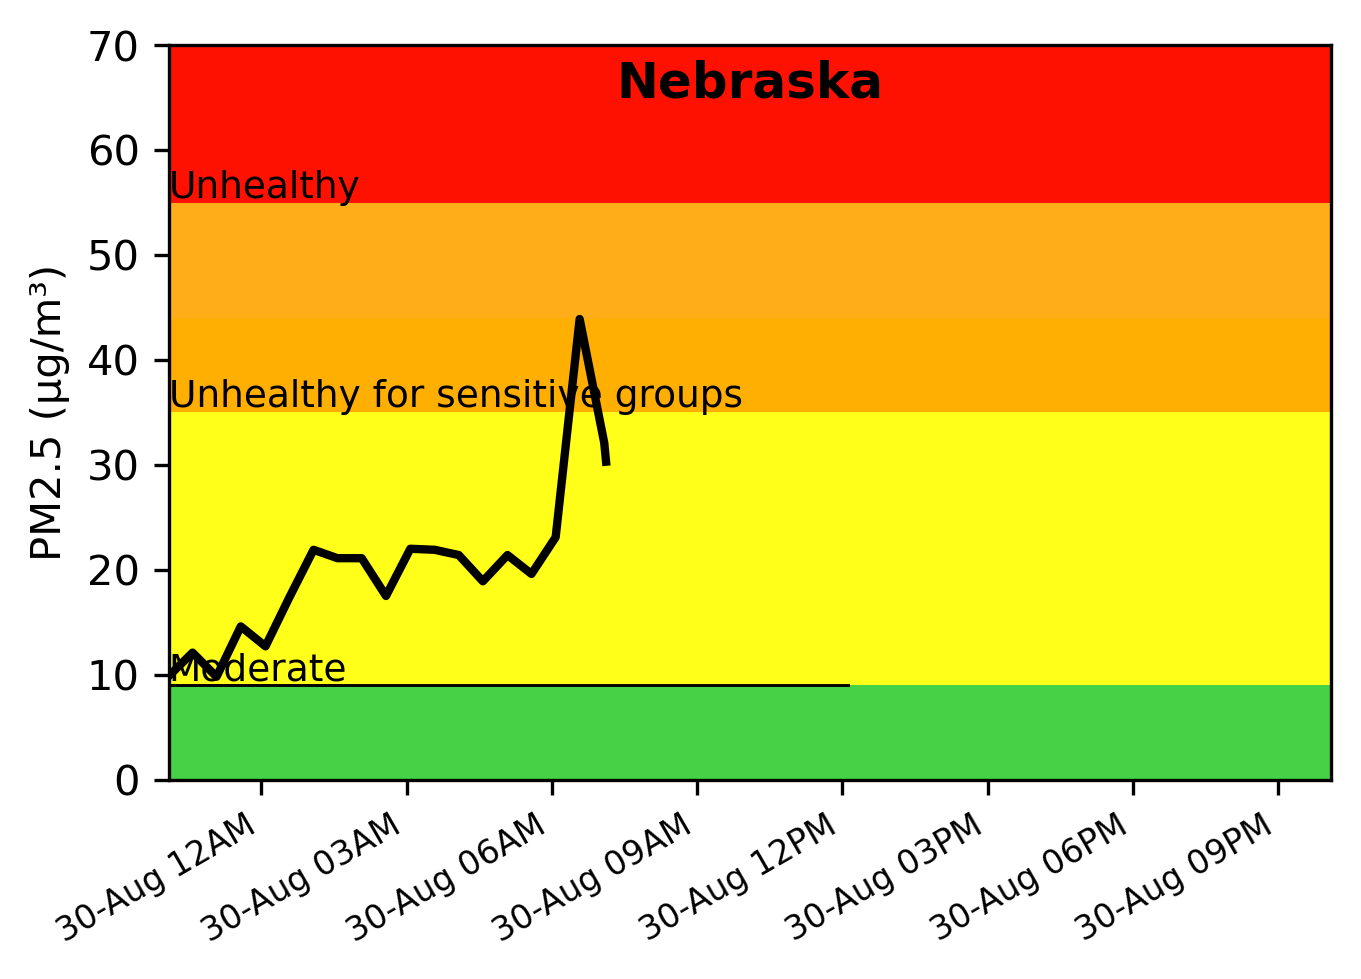 Nebraska
PM2.5 (µg/m³)
70
60
50
40
30
20
10
0
Unhealthy
Unhealthy for sensitive groups
Moderate
30-Aug 12AM
30-Aug 03AM
30-Aug 06AM
30-Aug 09AM
30-Aug 12PM
30-Aug 03PM
30-Aug 06PM
30-Aug 09PM